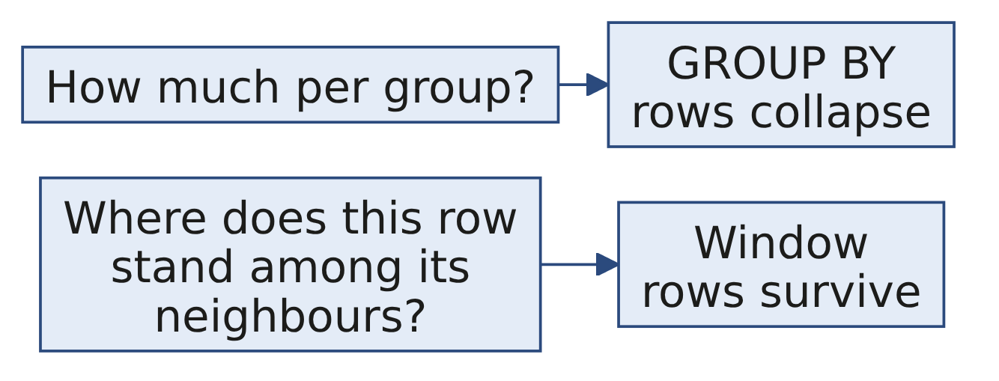 How much per group?
GROUP BY
rows collapse
Where does this row
stand among its
neighbours?
Window
rows survive